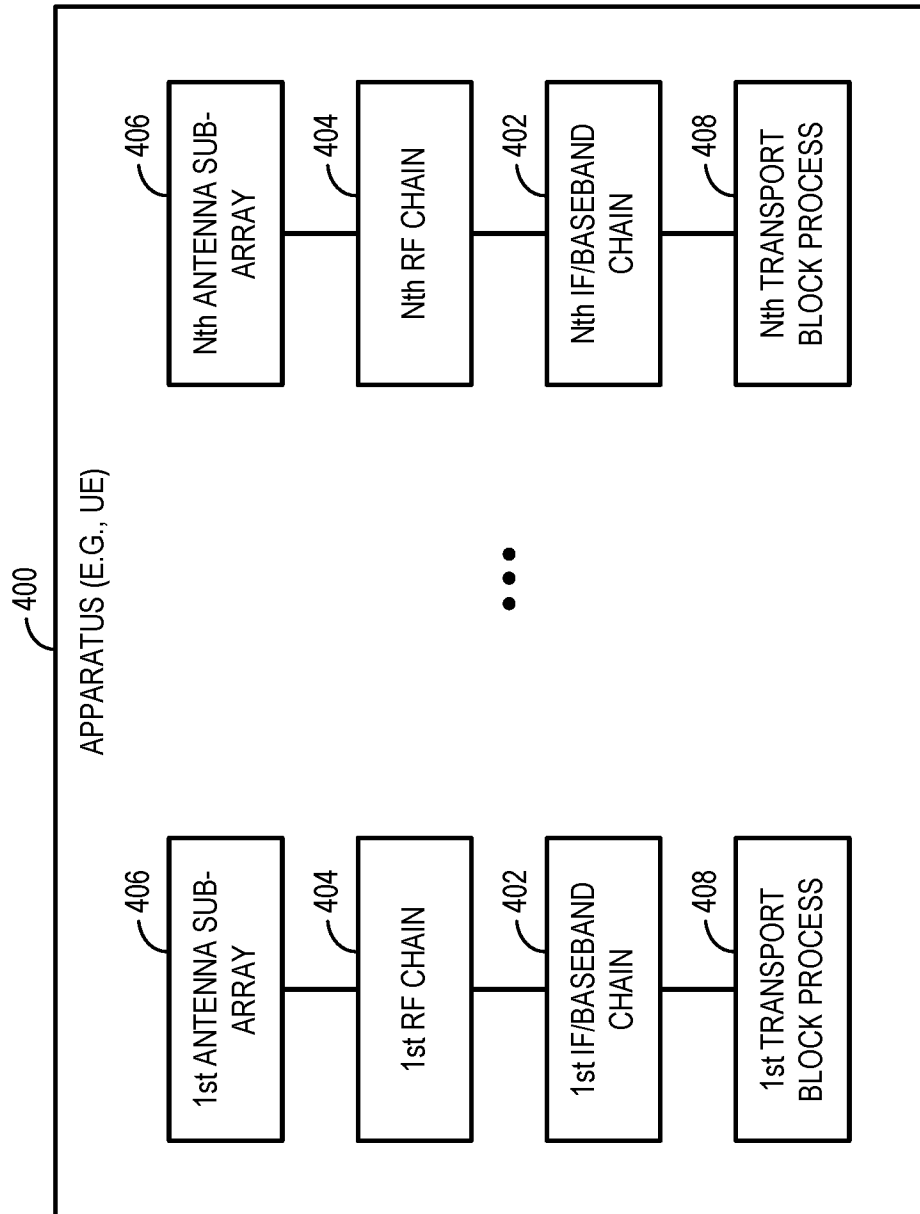 400
APPARATUS (E.G., UE)
406
1st ANTENNA SUB-
ARRAY
404
1st RF CHAIN
402
1st IF/BASEBAND
CHAIN
408
1st TRANSPORT
BLOCK PROCESS
406
Nth ANTENNA SUB-
ARRAY
404
Nth RF CHAIN
402
Nth IF/BASEBAND
CHAIN
408
Nth TRANSPORT
BLOCK PROCESS